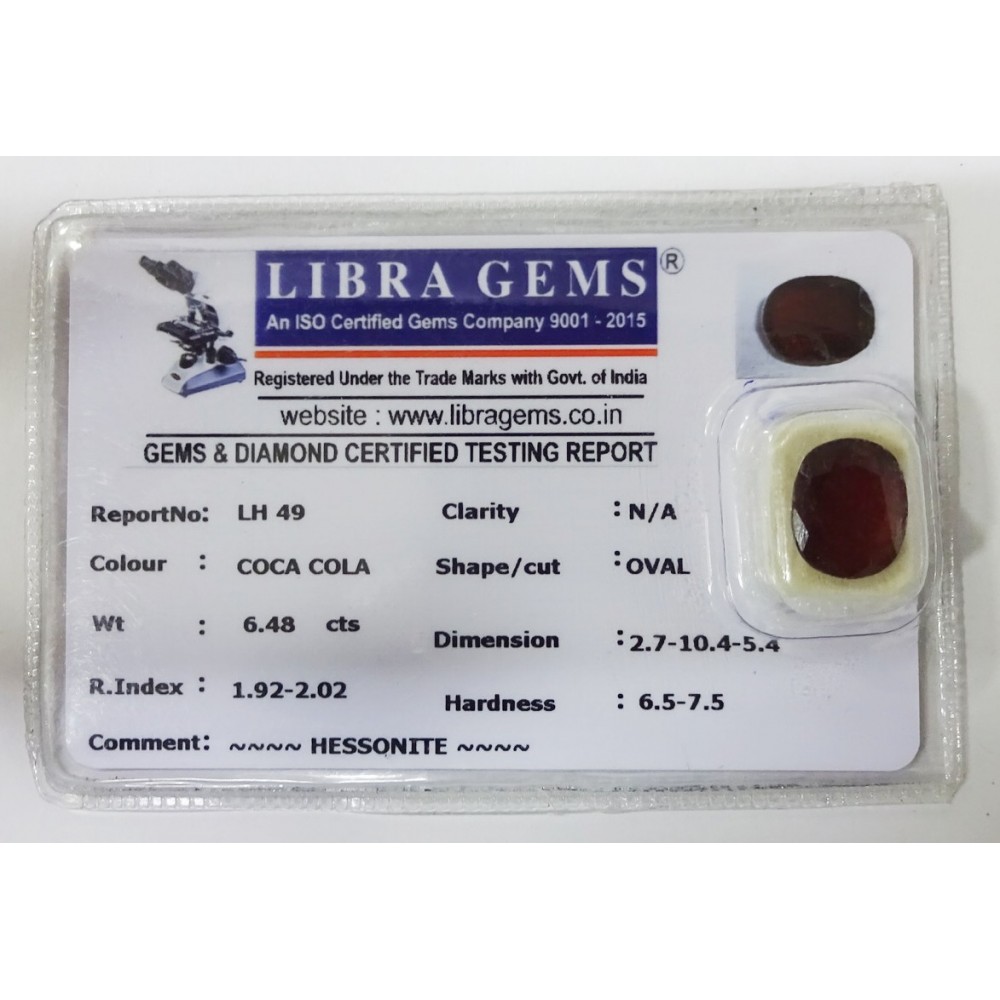 LIBRA GEMS ®
An ISO Certified Gems Company 9001 - 2015
Registered Under the Trade Marks with Govt. of India
website : www.libragems.co.in
GEMS & DIAMOND CERTIFIED TESTING REPORT
ReportNo: LH 49 Clarity : N/A
Colour : COCA COLA Shape/cut : OVAL
Wt : 6.48 cts Dimension : 2.7-10.4-5.4
R.Index : 1.92-2.02 Hardness : 6.5-7.5
Comment: ~~~~ HESSONITE ~~~~